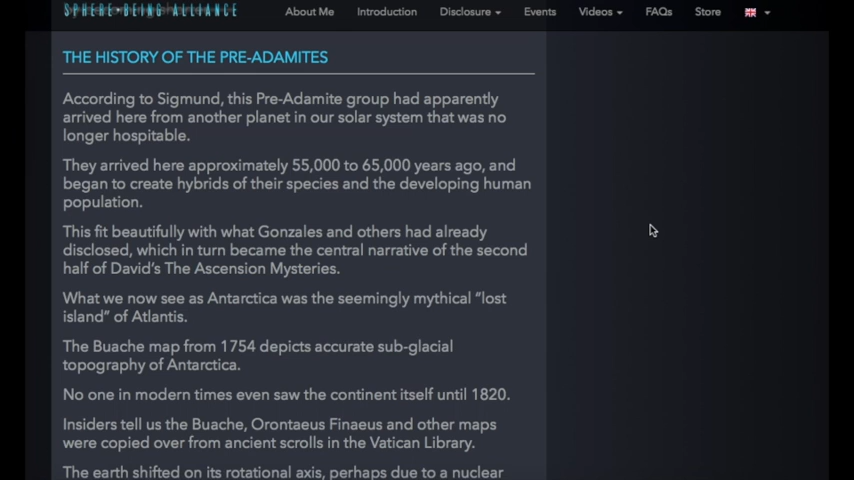 SPHERE·BEING ALLIANCE
About Me Introduction Disclosure Events Videos FAQs Store
THE HISTORY OF THE PRE-ADAMITES
According to Sigmund, this Pre-Adamite group had apparently
arrived here from another planet in our solar system that was no
longer hospitable.
They arrived here approximately 55,000 to 65,000 years ago, and
began to create hybrids of their species and the developing human
population.
This fit beautifully with what Gonzales and others had already
disclosed, which in turn became the central narrative of the second
half of David's The Ascension Mysteries.
What we now see as Antarctica was the seemingly mythical "lost
island" of Atlantis.
The Buache map from 1754 depicts accurate sub-glacial
topography of Antarctica.
No one in modern times even saw the continent itself until 1820.
Insiders tell us the Buache, Orontaeus Finaeus and other maps
were copied over from ancient scrolls in the Vatican Library.
The earth shifted on its rotational axis, perhaps due to a nuclear